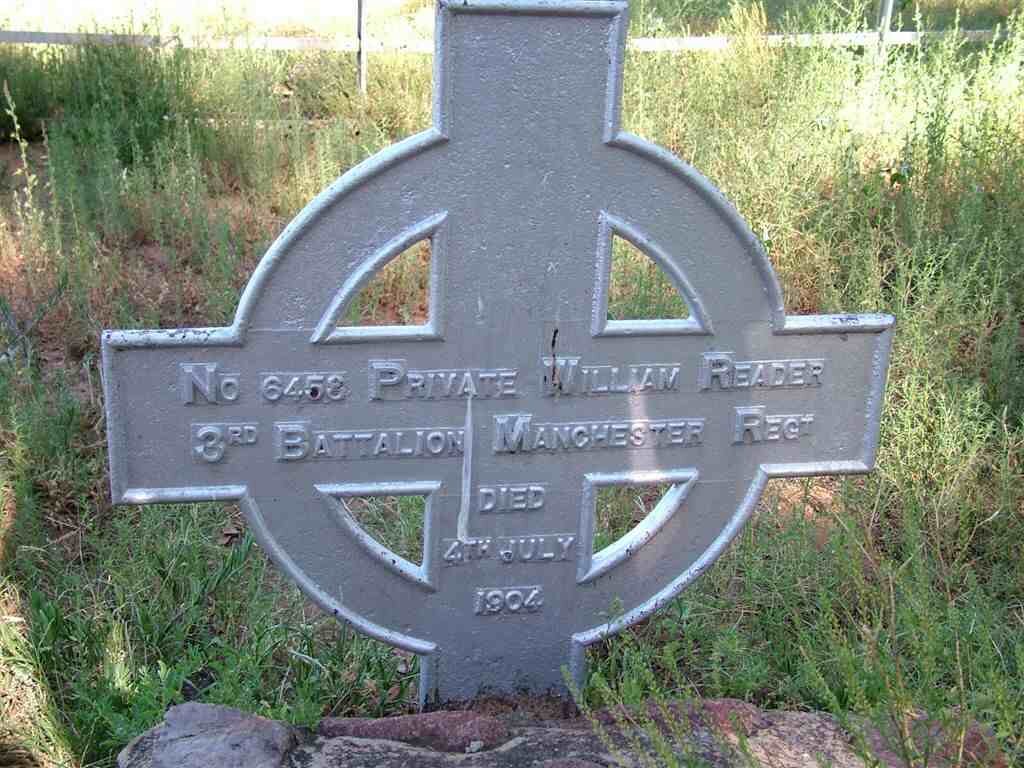 No 6458 Private William Reader
3rd Battalion Manchester Regt
Died
4th July
1904